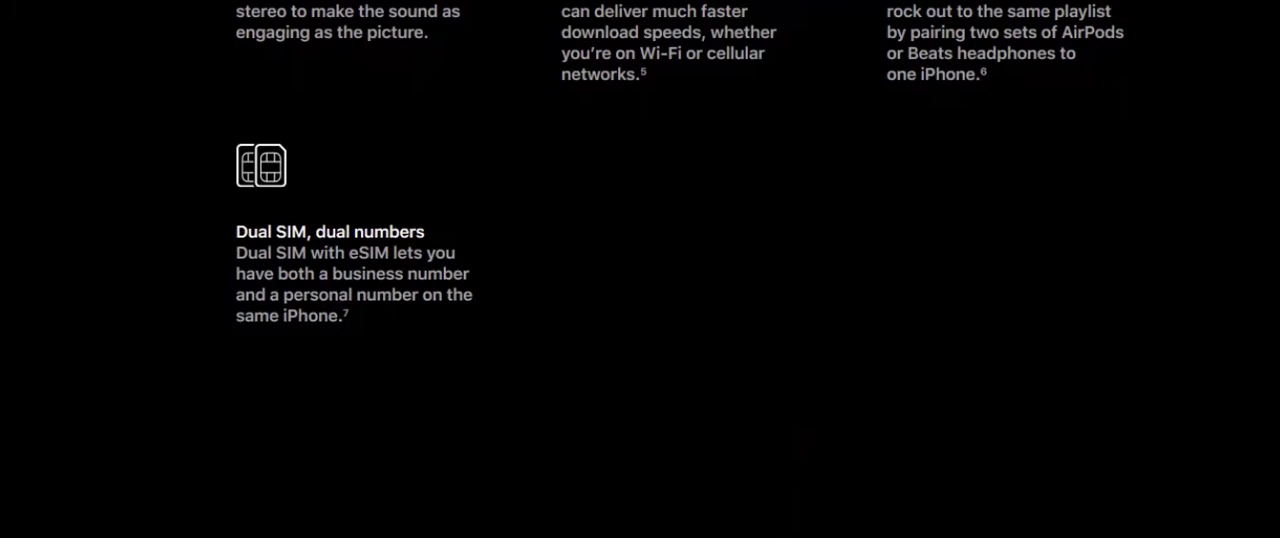 stereo to make the sound as
engaging as the picture.
can deliver much faster
download speeds, whether
you’re on Wi-Fi or cellular
networks.⁵
rock out to the same playlist
by pairing two sets of AirPods
or Beats headphones to
one iPhone.⁶
Dual SIM, dual numbers
Dual SIM with eSIM lets you
have both a business number
and a personal number on the
same iPhone.⁷